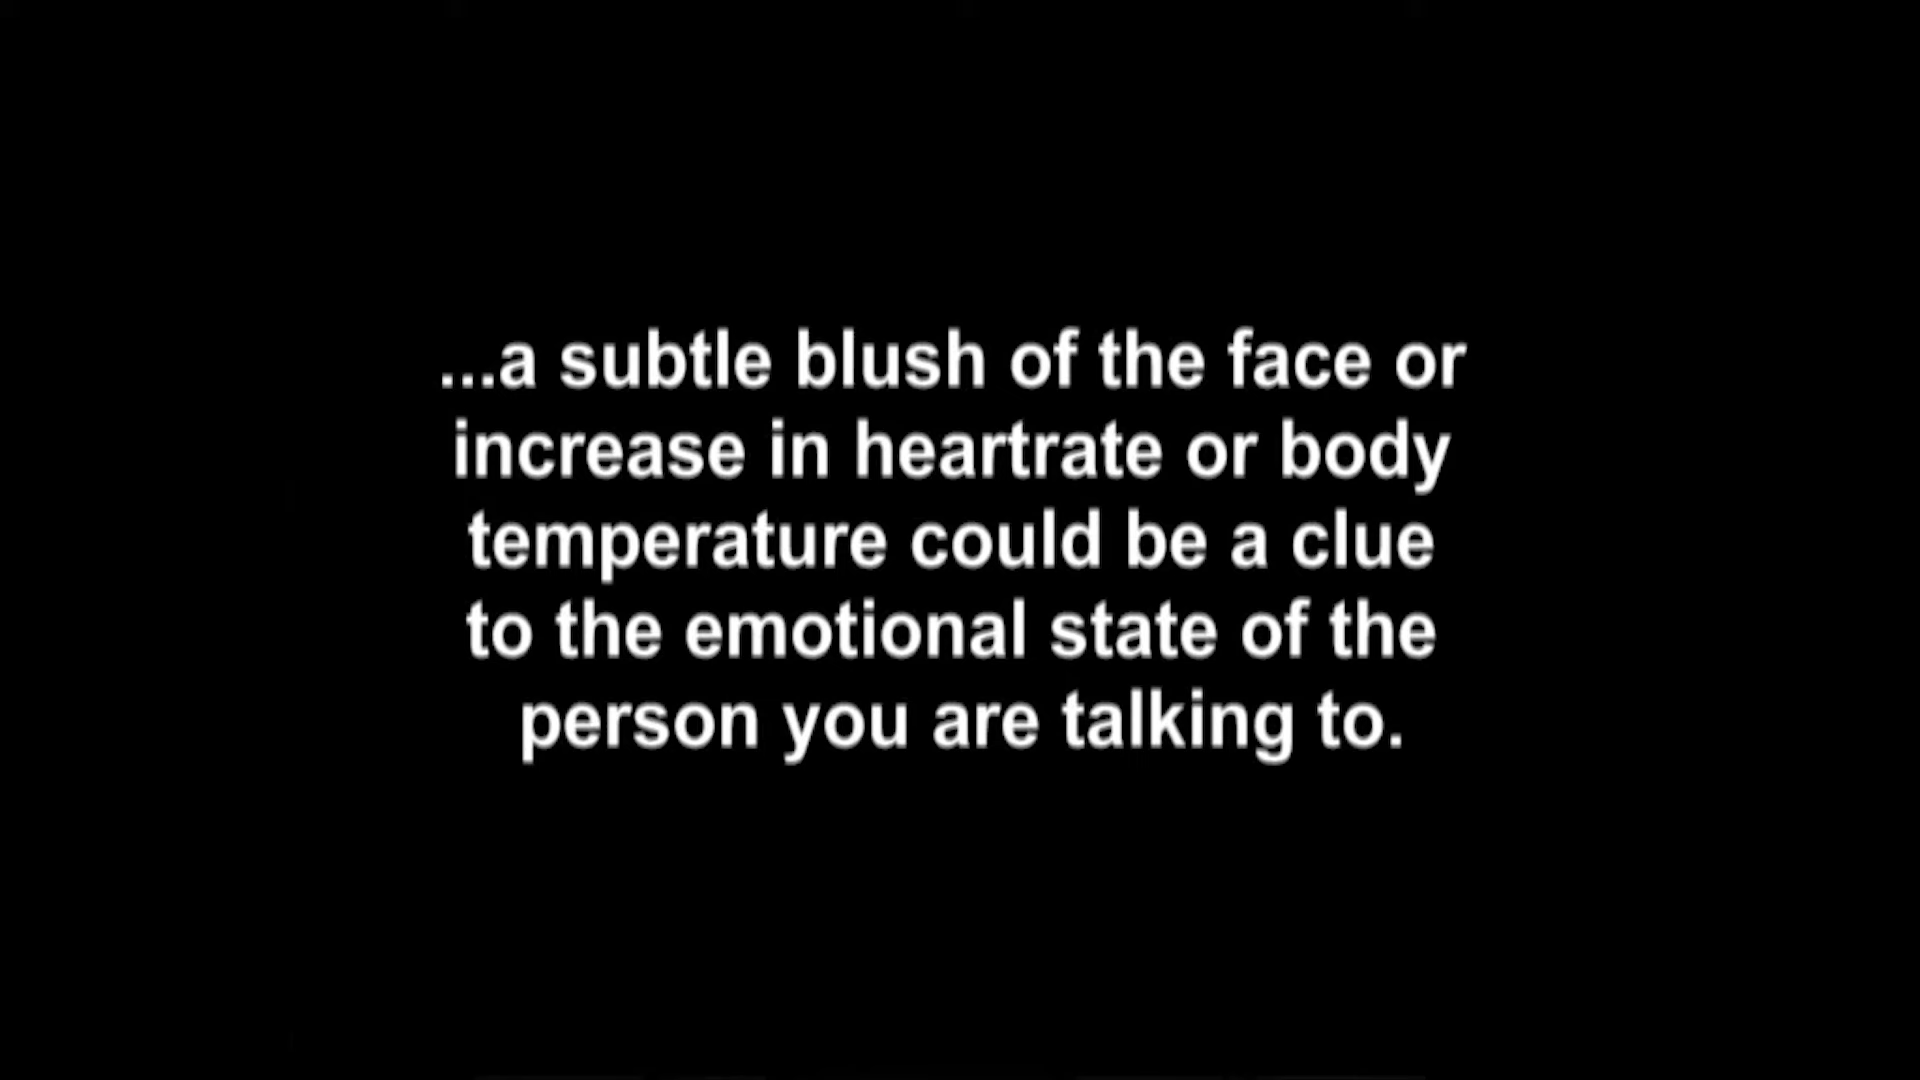 ...a subtle blush of the face or
increase in heartrate or body
temperature could be a clue
to the emotional state of the
person you are talking to.